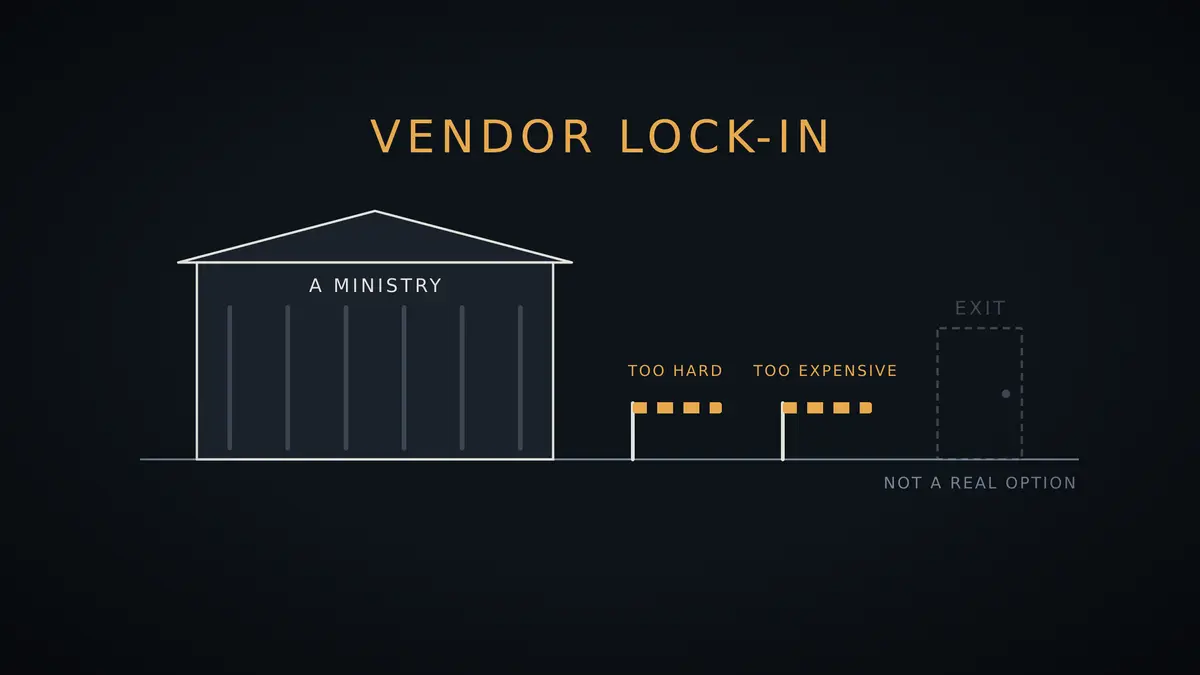 VENDOR LOCK-IN
A MINISTRY
EXIT
TOO HARD
TOO EXPENSIVE
NOT A REAL OPTION